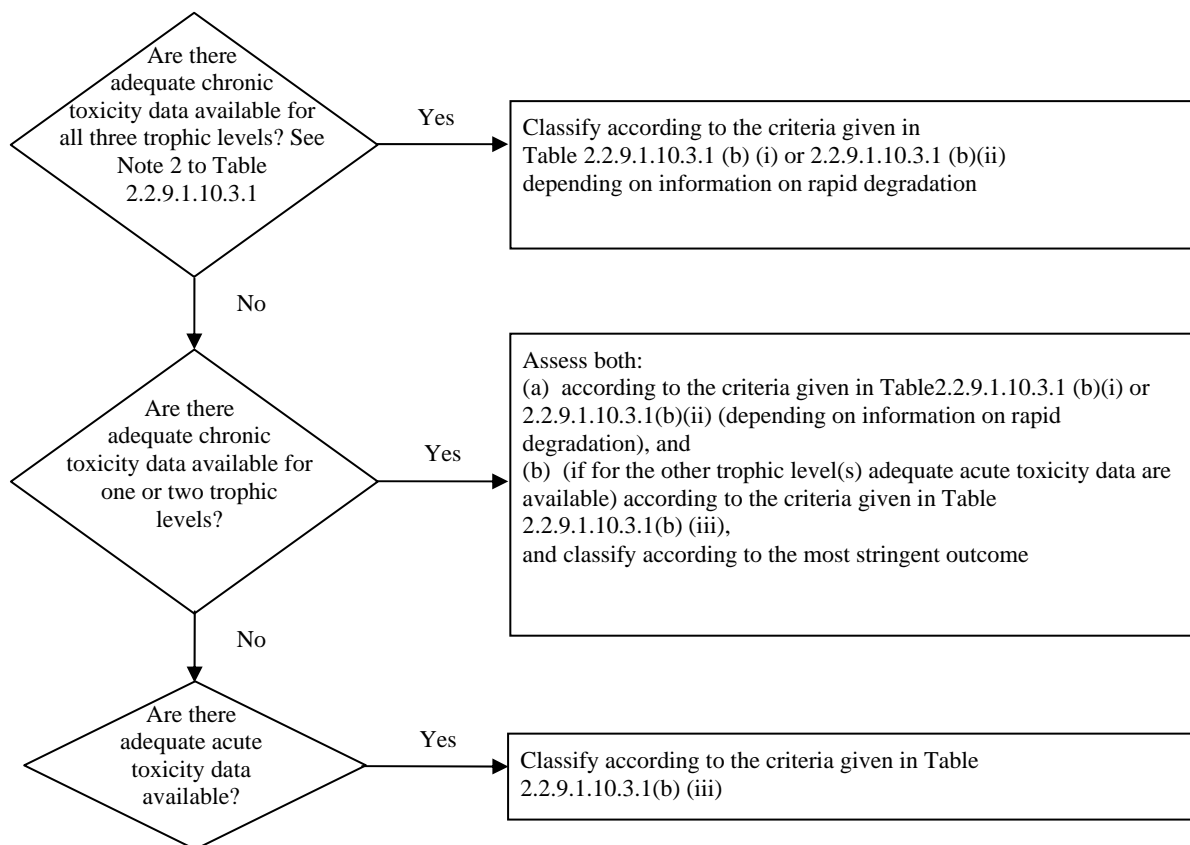 Are there
adequate chronic
toxicity data available for
all three trophic levels? See
Note 2 to Table
2.2.9.1.10.3.1
Yes
Classify according to the criteria given in
Table 2.2.9.1.10.3.1 (b) (i) or 2.2.9.1.10.3.1 (b)(ii)
depending on information on rapid degradation
No
Are there
adequate chronic
toxicity data available for
one or two trophic
levels?
Yes
Assess both:
(a) according to the criteria given in Table2.2.9.1.10.3.1 (b)(i) or
2.2.9.1.10.3.1(b)(ii) (depending on information on rapid
degradation), and
(b) (if for the other trophic level(s) adequate acute toxicity data are
available) according to the criteria given in Table
2.2.9.1.10.3.1(b) (iii),
and classify according to the most stringent outcome
No
Are there
adequate acute
toxicity data
available?
Yes
Classify according to the criteria given in Table
2.2.9.1.10.3.1(b) (iii)